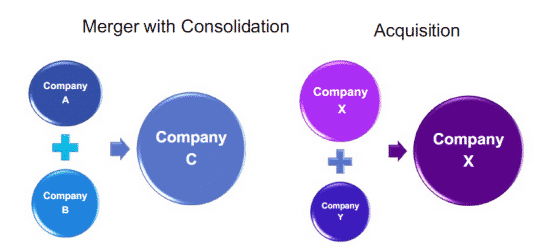 Merger with Consolidation
Company
A
Company
B
Company
C
Acquisition
Company
X
Company
Y
Company
X